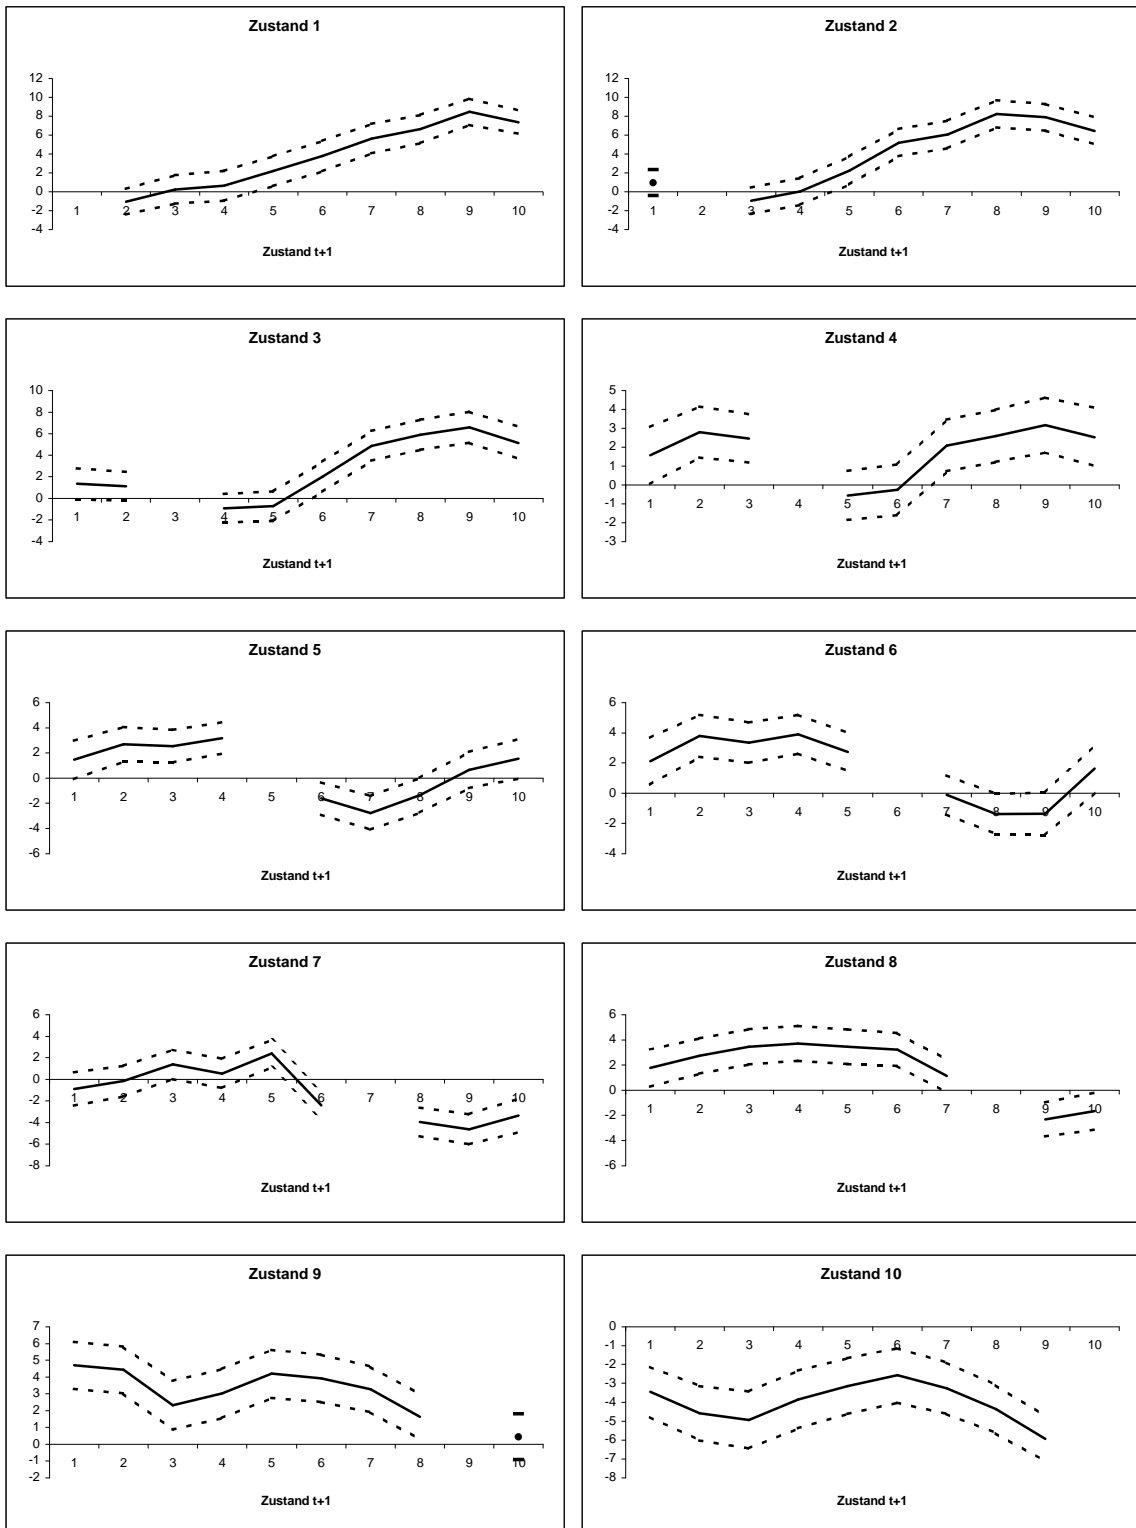 Zustand 1
12
10
8
6
4
2
0
-2
-4
1 2 3 4 5 6 7 8 9 10
Zustand t+1
Zustand 2
12
10
8
6
4
2
0
-2
-4
1 2 3 4 5 6 7 8 9 10
Zustand t+1
Zustand 3
10
8
6
4
2
0
-2
-4
1 2 3 4 5 6 7 8 9 10
Zustand t+1
Zustand 4
5
4
3
2
1
0
-1
-2
-3
1 2 3 4 5 6 7 8 9 10
Zustand t+1
Zustand 5
6
4
2
0
-2
-4
-6
1 2 3 4 5 6 7 8 9 10
Zustand t+1
Zustand 6
6
4
2
0
-2
-4
1 2 3 4 5 6 7 8 9 10
Zustand t+1
Zustand 7
6
4
2
0
-2
-4
-6
-8
1 2 3 4 5 6 7 8 9 10
Zustand t+1
Zustand 8
6
4
2
0
-2
-4
-6
1 2 3 4 5 6 7 8 9 10
Zustand t+1
Zustand 9
7
6
5
4
3
2
1
0
-1
-2
1 2 3 4 5 6 7 8 9 10
Zustand t+1
Zustand 10
0
-1
-2
-3
-4
-5
-6
-7
-8
1 2 3 4 5 6 7 8 9 10
Zustand t+1